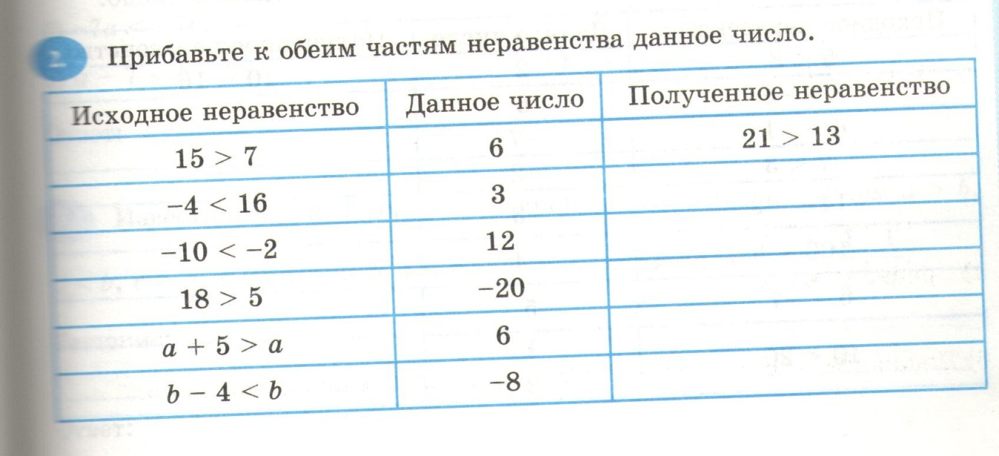 2 Прибавьте к обеим частям неравенства данное число.
Исходное неравенство Данное число Полученное неравенство
15 > 7 6 21 > 13
−4 < 16 3
−10 < −2 12
18 > 5 −20
a + 5 > a 6
b − 4 < b −8